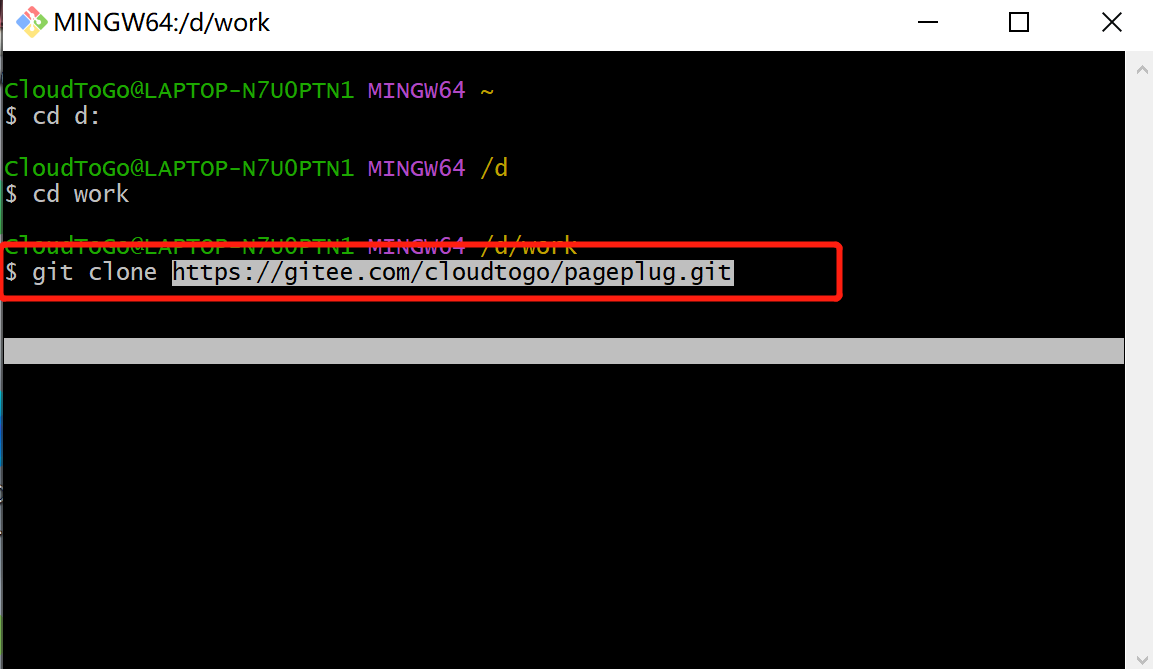 MINGW64:/d/work
CloudToGo@LAPTOP-N7U0PTN1 MINGW64 ~
$ cd d:
CloudToGo@LAPTOP-N7U0PTN1 MINGW64 /d
$ cd work
CloudToGo@LAPTOP-N7U0PTN1 MINGW64 /d/work
$ git clone https://gitee.com/cloudtogo/pageplug.git